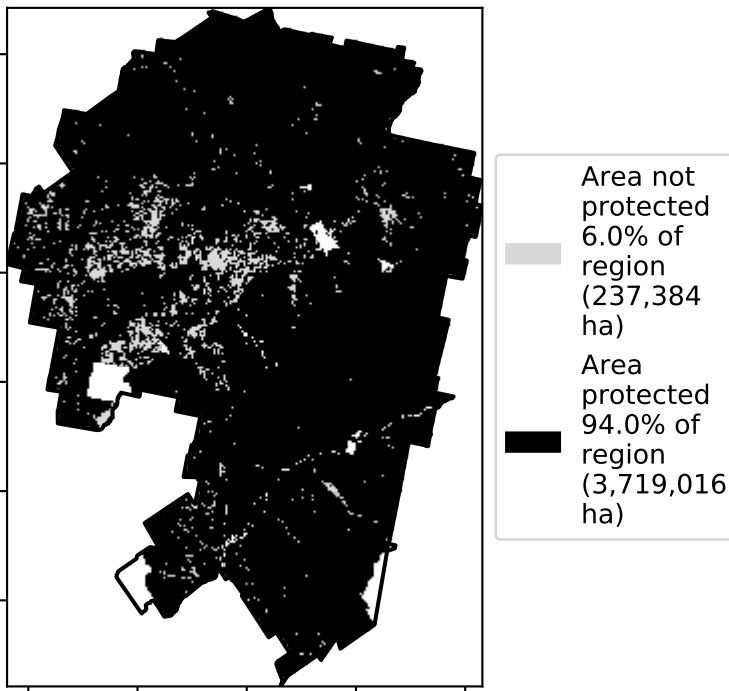 Area not
protected
6.0% of
region
(237,384
ha)
Area
protected
94.0% of
region
(3,719,016
ha)